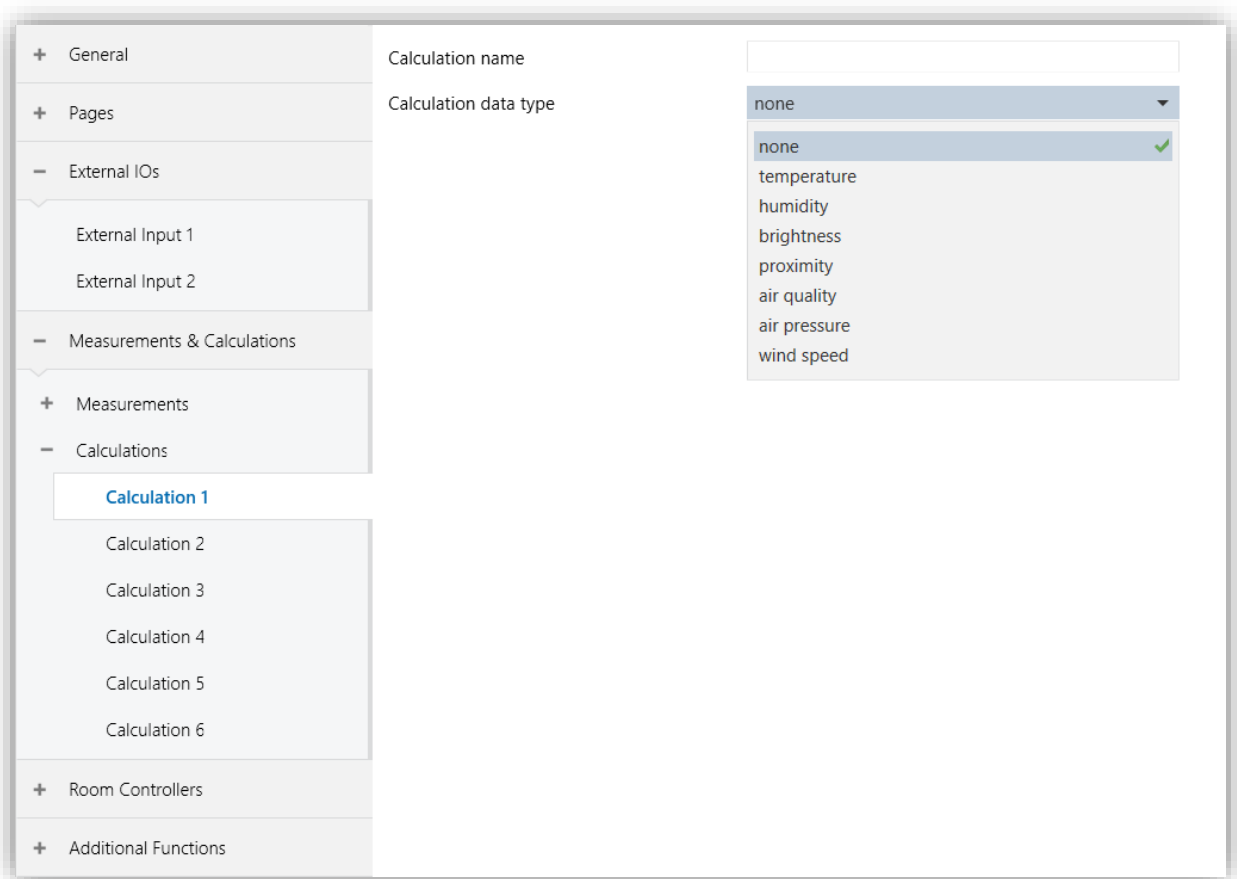 General
Pages
External IOs
External Input 1
External Input 2
Measurements & Calculations
Measurements
Calculations
Calculation 1
Calculation 2
Calculation 3
Calculation 4
Calculation 5
Calculation 6
Room Controllers
Additional Functions
Calculation name
Calculation data type
none
none
temperature
humidity
brightness
proximity
air quality
air pressure
wind speed